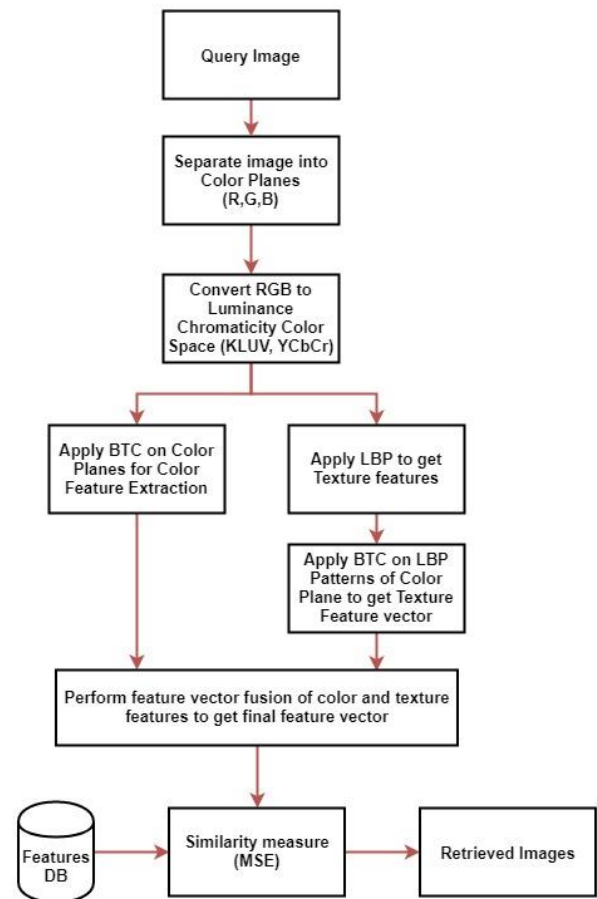 Query Image
Separate image into
Color Planes
(R,G,B)
Convert RGB to
Luminance
Chromaticity Color
Space (KLUV, YCbCr)
Apply BTC on Color
Planes for Color
Feature Extraction
Apply LBP to get
Texture features
Apply BTC on LBP
Patterns of Color
Plane to get Texture
Feature vector
Perform feature vector fusion of color and texture
features to get final feature vector
Features
DB
Similarity measure
(MSE)
Retrieved Images